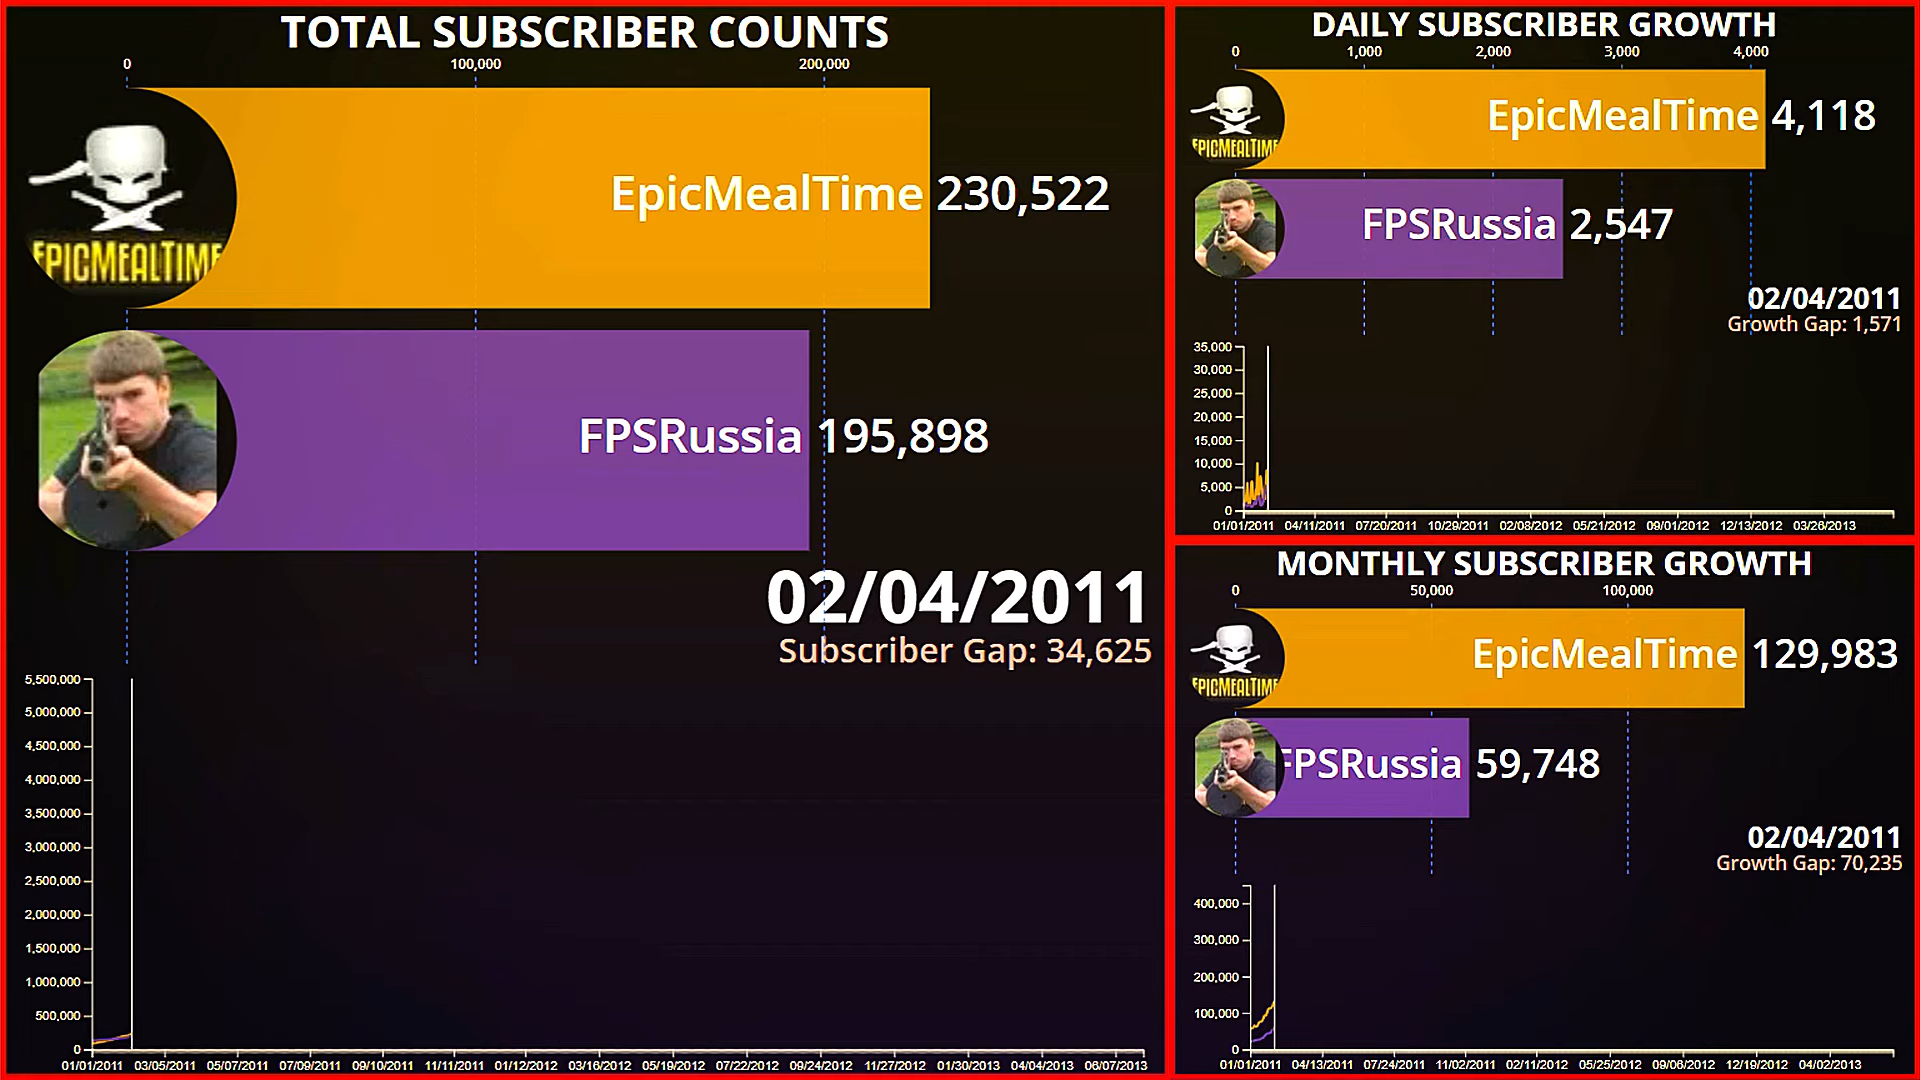 TOTAL SUBSCRIBER COUNTS
0 100,000 200,000
EPICMEALTIME
EpicMealTime 230,522
FPSRussia 195,898
02/04/2011
Subscriber Gap: 34,625
5,500,000
5,000,000
4,500,000
4,000,000
3,500,000
3,000,000
2,500,000
2,000,000
1,500,000
1,000,000
500,000
0
01/01/2011 03/05/2011 05/07/2011 07/09/2011 09/10/2011 11/11/2011 01/12/2012 03/16/2012 05/19/2012 07/22/2012 09/24/2012 11/27/2012 01/30/2013 04/04/2013 06/07/2013
DAILY SUBSCRIBER GROWTH
0 1,000 2,000 3,000 4,000
EPICMEALTIME
EpicMealTime 4,118
FPSRussia 2,547
02/04/2011
Growth Gap: 1,571
35,000
30,000
25,000
20,000
15,000
10,000
5,000
0
01/01/2011 04/11/2011 07/20/2011 10/29/2011 02/08/2012 05/21/2012 09/01/2012 12/13/2012 03/26/2013
MONTHLY SUBSCRIBER GROWTH
0 50,000 100,000
EPICMEALTIME
EpicMealTime 129,983
FPSRussia 59,748
02/04/2011
Growth Gap: 70,235
400,000
300,000
200,000
100,000
0
01/01/2011 04/13/2011 07/24/2011 11/02/2011 02/11/2012 05/25/2012 09/06/2012 12/19/2012 04/02/2013